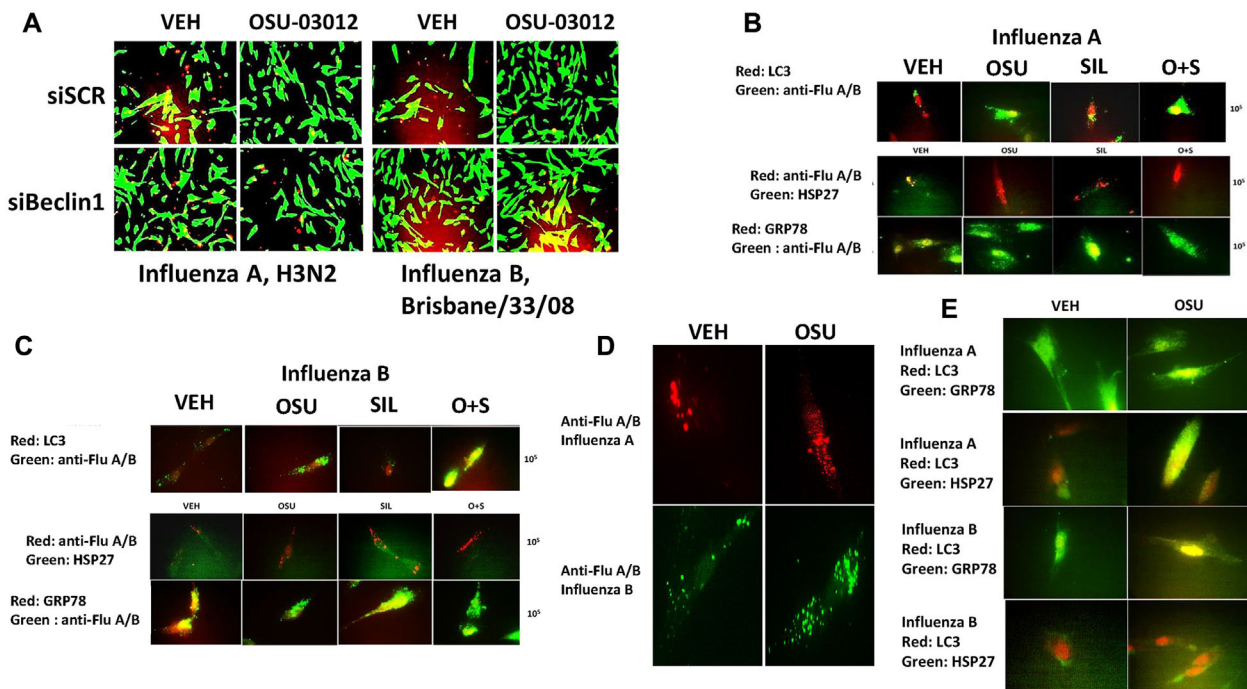 A
VEH
OSU-03012
VEH
OSU-03012
siSCR
siBeclin1
Influenza A, H3N2
Influenza B,
Brisbane/33/08
B
Influenza A
VEH
OSU
SIL
O+S
Red: LC3
Green: anti-Flu A/B
10⁵
VEH
OSU
SIL
O+S
Red: anti-Flu A/B
Green: HSP27
10⁵
Red: GRP78
Green : anti-Flu A/B
10⁵
C
Influenza B
VEH
OSU
SIL
O+S
Red: LC3
Green: anti-Flu A/B
10⁵
VEH
OSU
SIL
O+S
Red: anti-Flu A/B
Green: HSP27
10⁵
Red: GRP78
Green : anti-Flu A/B
10⁵
D
VEH
OSU
Anti-Flu A/B
Influenza A
Anti-Flu A/B
Influenza B
E
VEH
OSU
Influenza A
Red: LC3
Green: GRP78
Influenza A
Red: LC3
Green: HSP27
Influenza B
Red: LC3
Green: GRP78
Influenza B
Red: LC3
Green: HSP27